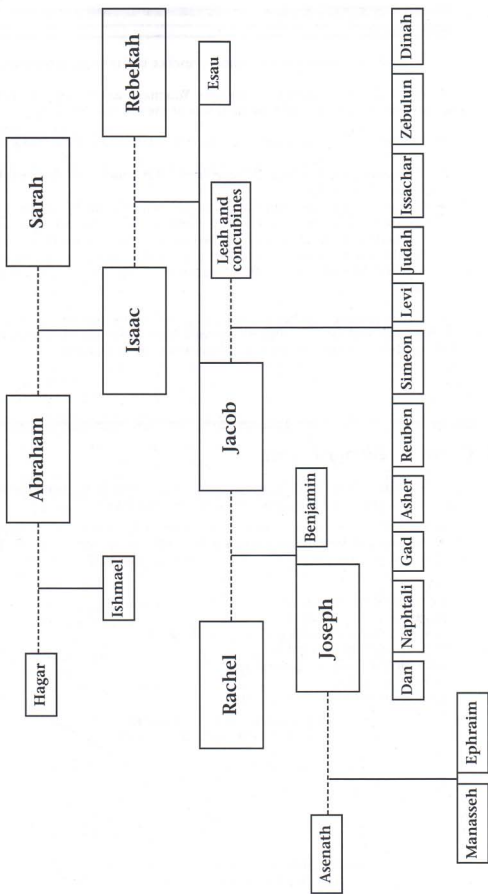 Hagar
Abraham
Sarah
Ishmael
Isaac
Rebekah
Rachel
Jacob
Leah and
concubines
Esau
Asenath
Joseph
Benjamin
Dan
Naphtali
Gad
Asher
Reuben
Simeon
Levi
Judah
Issachar
Zebulun
Dinah
Manasseh
Ephraim